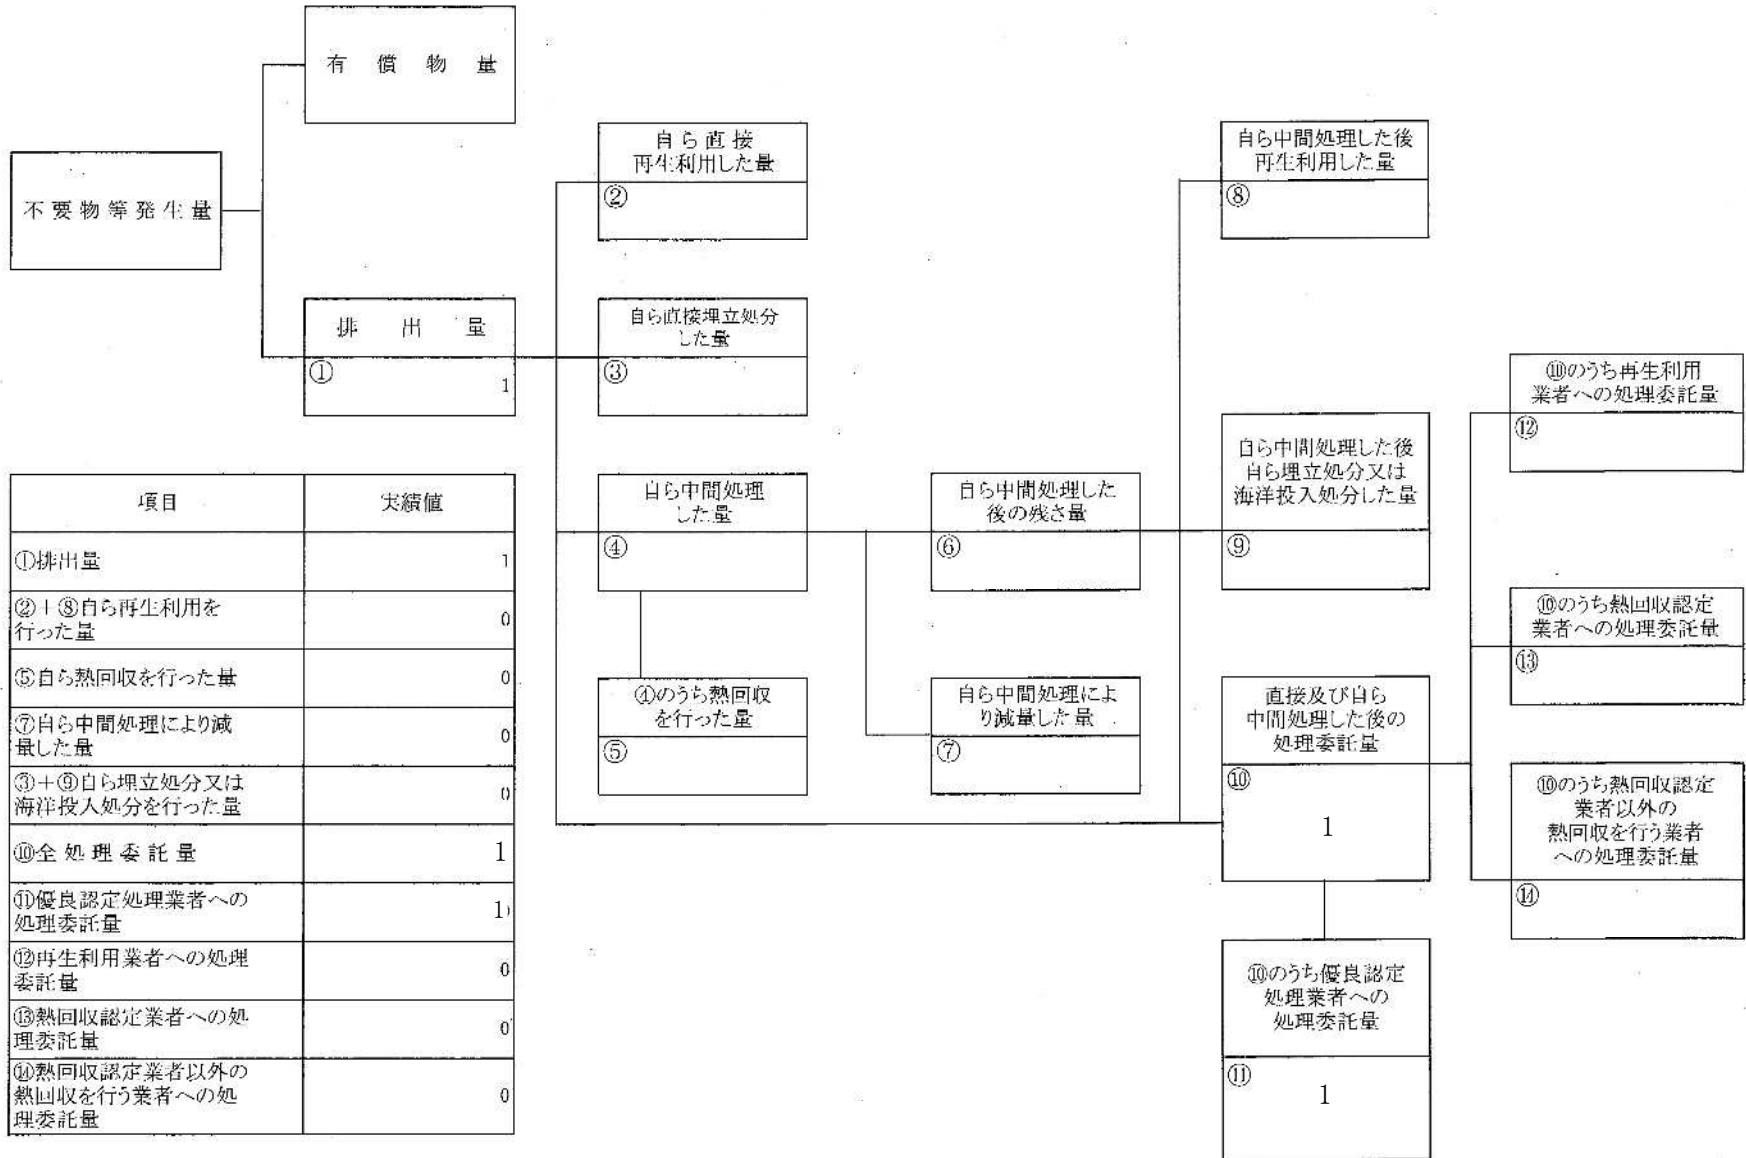 有償物量
不要物等発生量
排出量
①
1
自ら直接
再生利用した量
②
自ら直接埋立処分
した量
③
自ら中間処理
した量
④
④のうち熱回収
を行った量
⑤
自ら中間処理した
後の残さ量
⑥
自ら中間処理によ
り減量した量
⑦
自ら中間処理した後
再生利用した量
⑧
自ら中間処理した後
自ら埋立処分又は
海洋投入処分した量
⑨
直接及び自ら
中間処理した後の
処理委託量
⑩
1
⑩のうち優良認定
処理業者への
処理委託量
⑪
1
⑩のうち再生利用
業者への処理委託量
⑫
⑩のうち熱回収認定
業者への処理委託量
⑬
⑩のうち熱回収認定
業者以外の
熱回収を行う業者
への処理委託量
⑭
項目 実績値
①排出量 1
②+⑧自ら再生利用を
行った量 0
⑤自ら熱回収を行った量 0
⑦自ら中間処理により減
量した量 0
③+⑨自ら埋立処分又は
海洋投入処分を行った量 0
⑩全処理委託量 1
⑪優良認定処理業者への
処理委託量 1
⑫再生利用業者への処理
委託量 0
⑬熱回収認定業者への処
理委託量 0
⑭熱回収認定業者以外の
熱回収を行う業者への処
理委託量 0